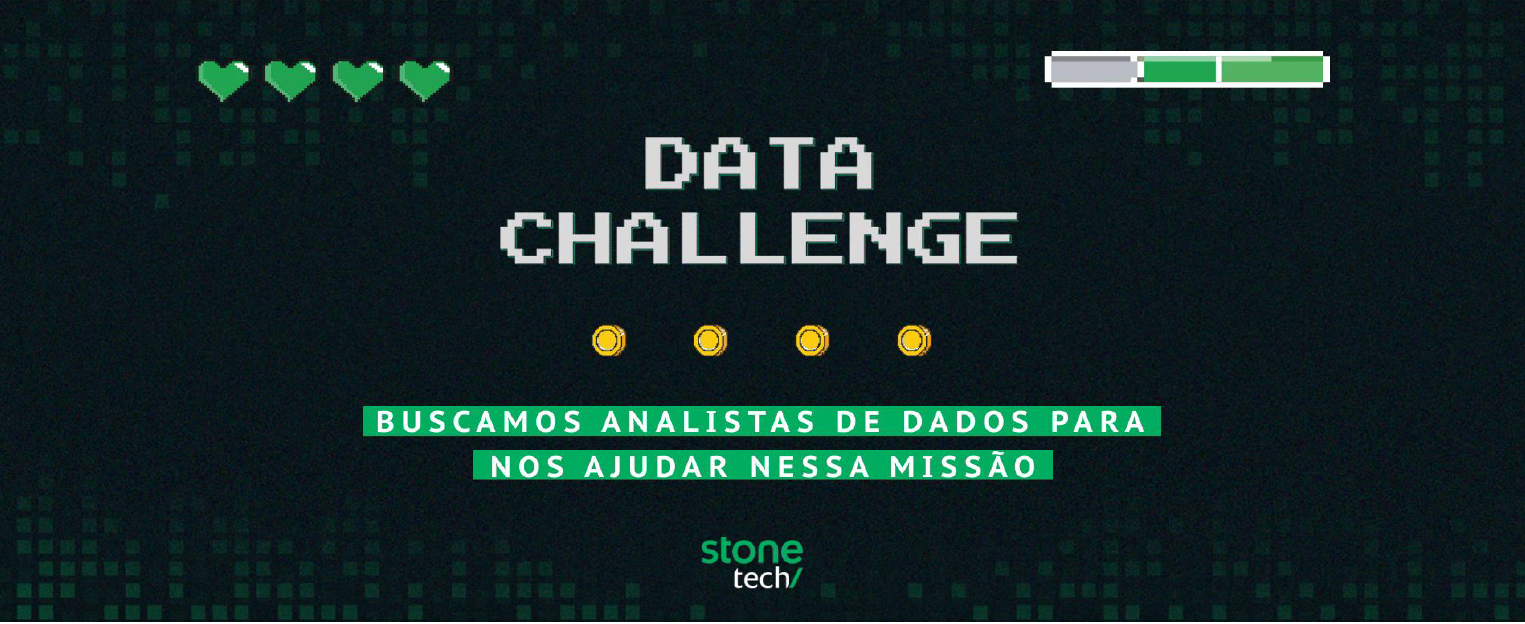 DATA
CHALLENGE
BUSCAMOS ANALISTAS DE DADOS PARA
NOS AJUDAR NESSA MISSÃO
stone
tech/